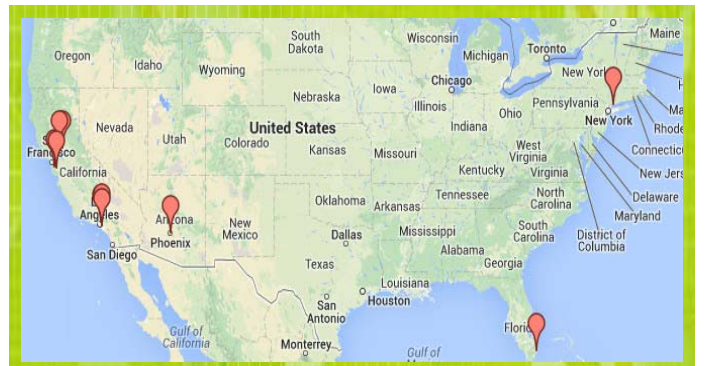 South
Dakota
Wisconsin
Maine
Toronto
Oregon
Idaho
Michigan
Wyoming
New York
Chicago
Nebraska
Iowa
Illinois
Ohio
Pennsylvania
New York
Nevada
Indiana
United States
Utah
Colorado
Kansas
Missouri
West
Virginia
Virginia
Kentucky
Connecticu
Rhode
Ma
California
New Jers
Delaware
Maryland
District of
Columbia
Oklahoma
Arkansas
Tennessee
North
Carolina
Angeles
Phoenix
New
Mexico
Dallas
Mississippi
South
Carolina
San Diego
Alabama
Georgia
Texas
Louisiana
Houston
San
Antonio
Gulf of
California
Monterrey
Gulf of